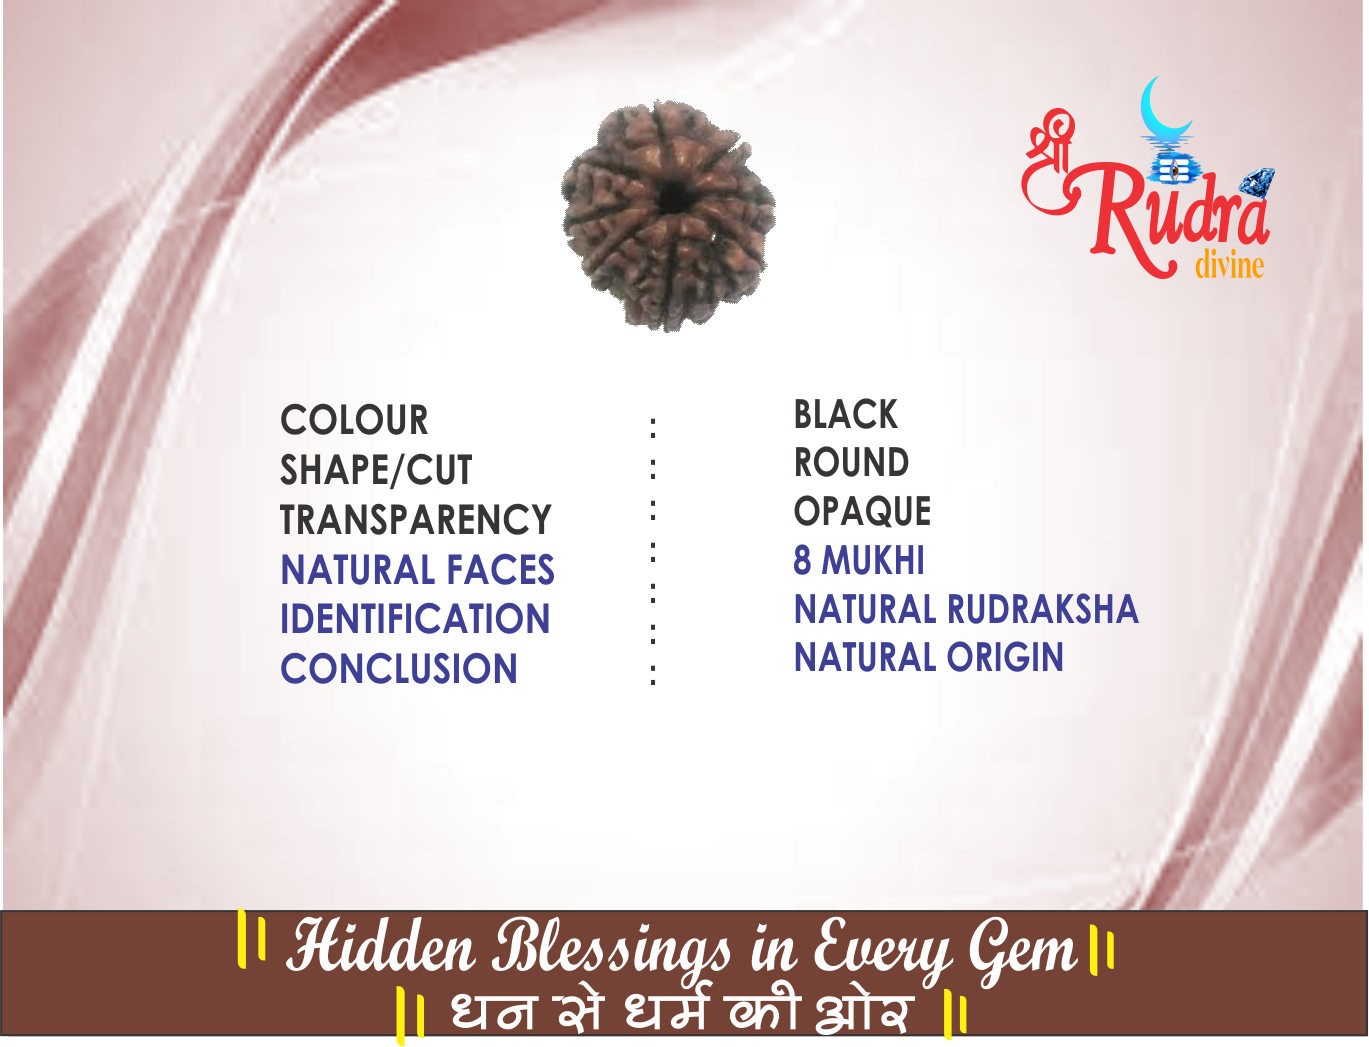 श्री
Rudra
divine
COLOUR : BLACK
SHAPE/CUT : ROUND
TRANSPARENCY : OPAQUE
NATURAL FACES : 8 MUKHI
IDENTIFICATION : NATURAL RUDRAKSHA
CONCLUSION : NATURAL ORIGIN
:
॥ Hidden Blessings in Every Gem ॥
॥ धन से धर्म की ओर ॥